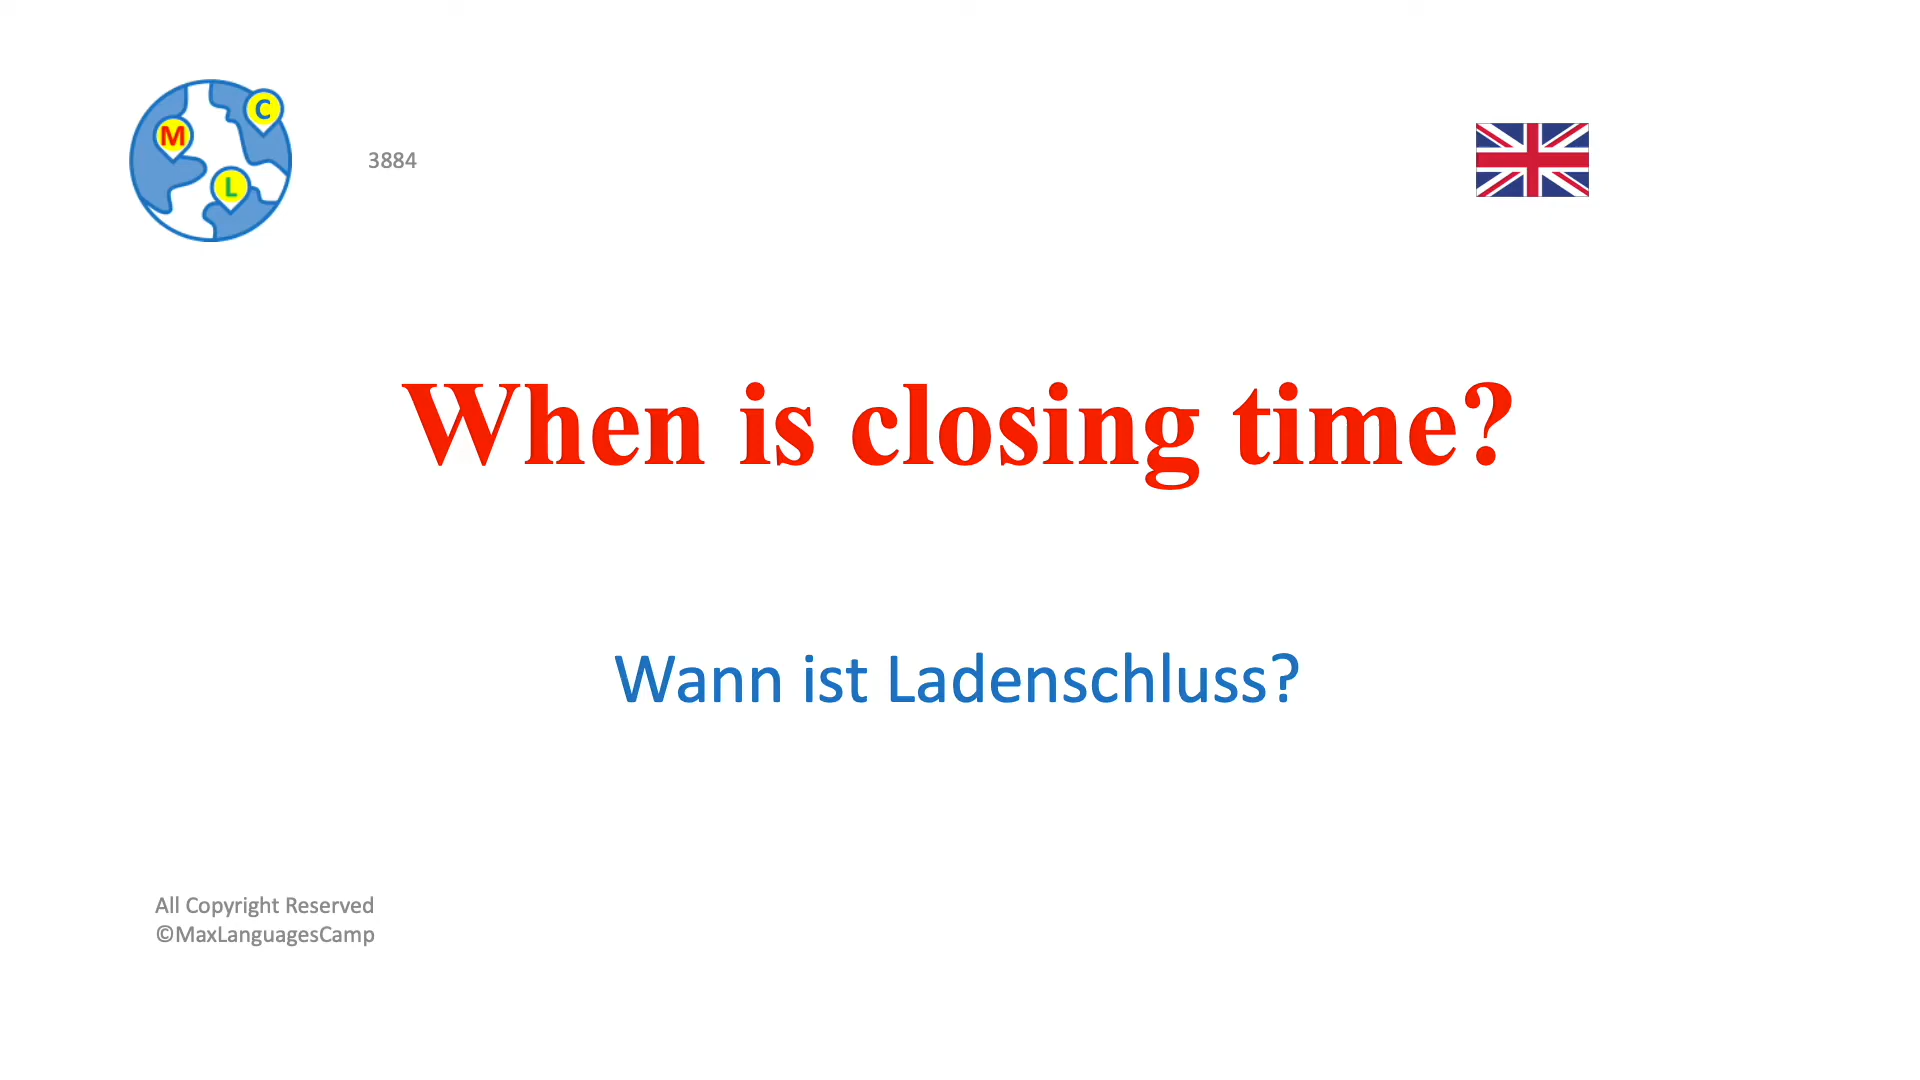 C
M
L
3884
When is closing time?
Wann ist Ladenschluss?
All Copyright Reserved
©MaxLanguagesCamp